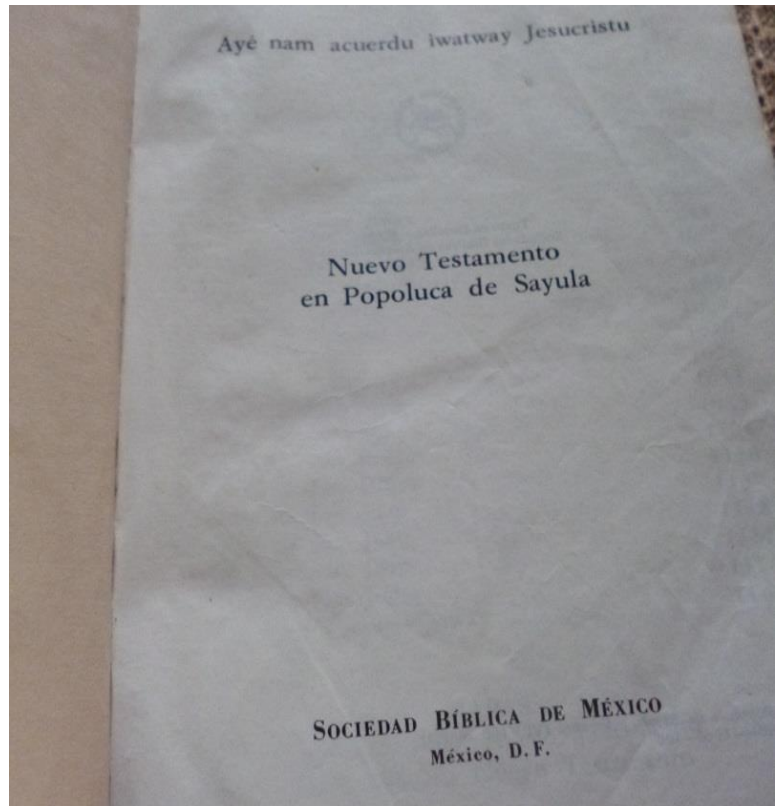 Ayé nam acuerdu iwatway Jesucristu
Nuevo Testamento
en Popoluca de Sayula
SOCIEDAD BÍBLICA DE MÉXICO
México, D. F.